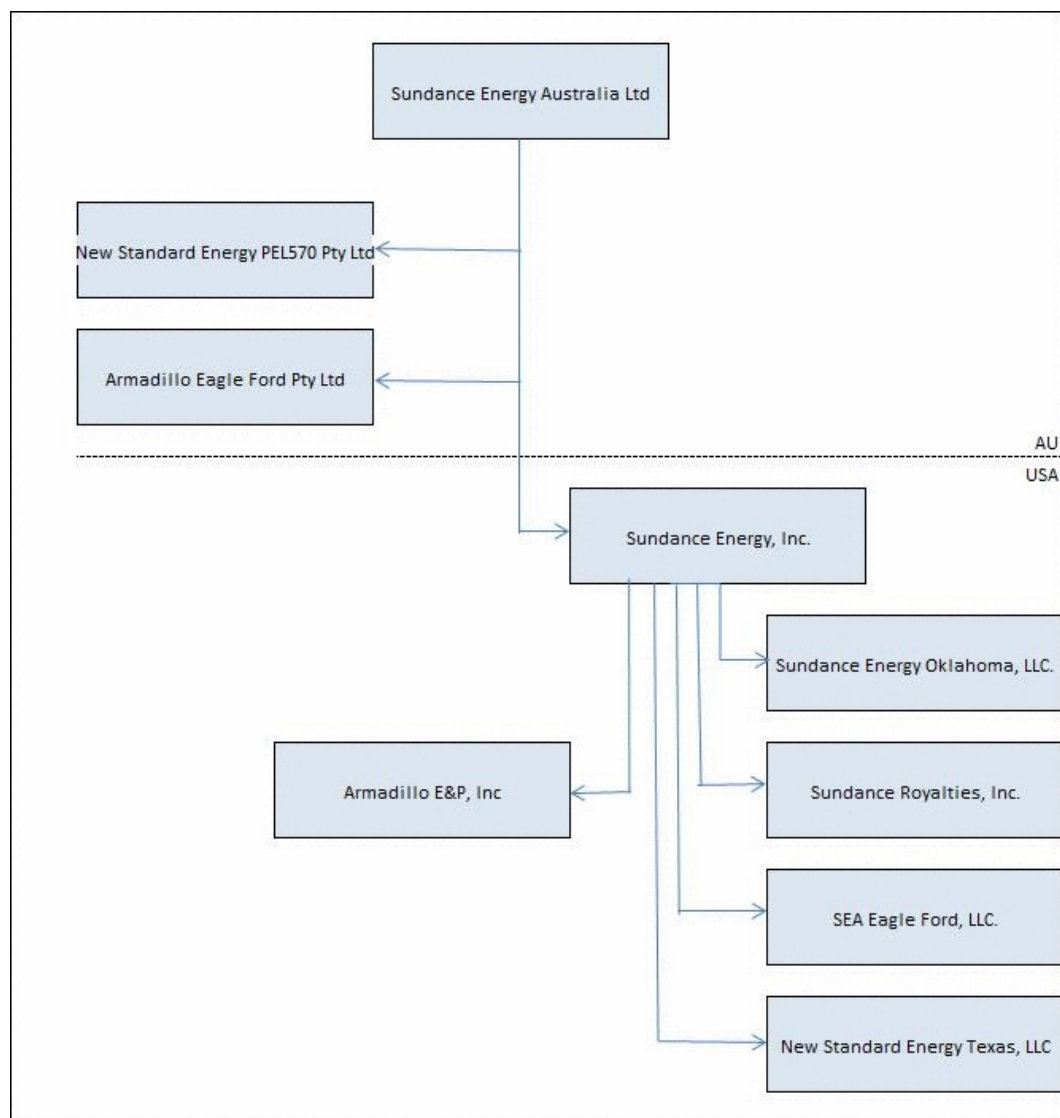 Sundance Energy Australia Ltd
New Standard Energy PEL570 Pty Ltd
Armadillo Eagle Ford Pty Ltd
AU
USA
Sundance Energy, Inc.
Sundance Energy Oklahoma, LLC.
Armadillo E&P, Inc
Sundance Royalties, Inc.
SEA Eagle Ford, LLC.
New Standard Energy Texas, LLC